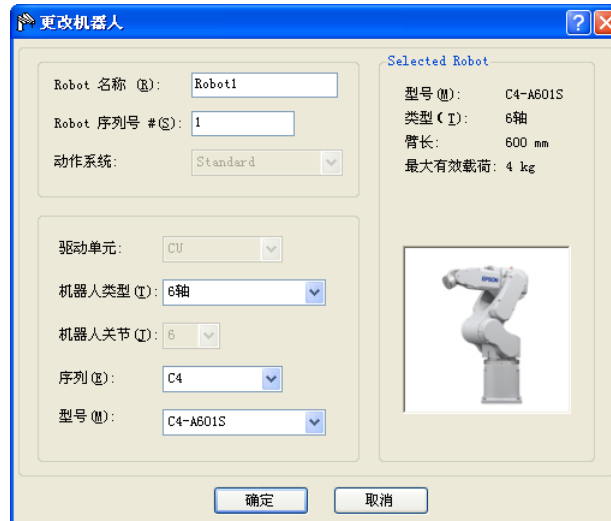 更改机器人
Robot 名称 (R): Robot1
Robot 序列号 #(S): 1
动作系统: Standard
驱动单元: CU
机器人类型(T): 6轴
机器人关节(J): 6
序列(E): C4
型号(M): C4-A601S
Selected Robot
型号(M): C4-A601S
类型(T): 6轴
臂长: 600 mm
最大有效载荷: 4 kg
EPSON
确定 取消